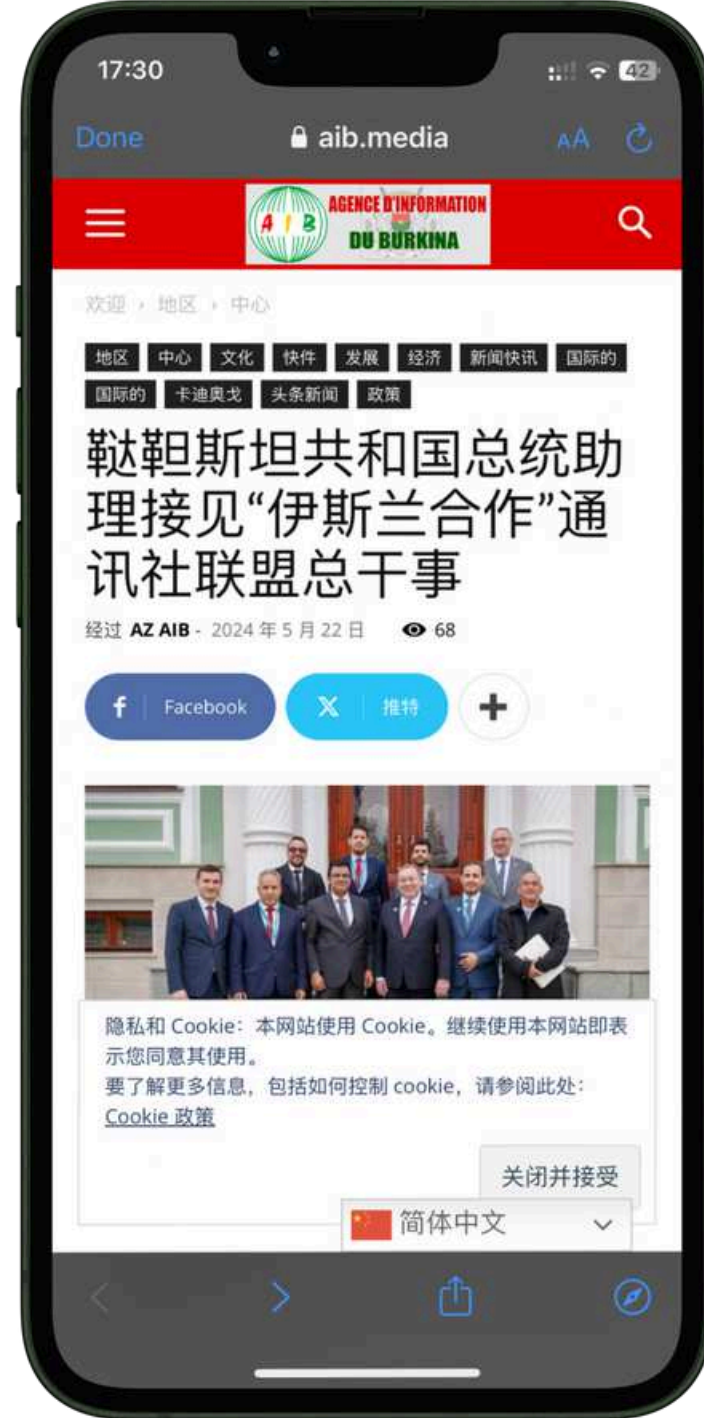 17:30
42
Done
aib.media
AA
A I B
AGENCE D'INFORMATION
DU BURKINA
欢迎 › 地区 › 中心
地区 中心 文化 快件 发展 经济 新闻快讯 国际的
国际的 卡迪奥戈 头条新闻 政策
鞑靼斯坦共和国总统助
理接见“伊斯兰合作”通
讯社联盟总干事
经过 AZ AIB - 2024 年 5 月 22 日 68
f Facebook
X 推特
隐私和 Cookie：本网站使用 Cookie。继续使用本网站即表
示您同意其使用。
要了解更多信息，包括如何控制 cookie，请参阅此处：
Cookie 政策
关闭并接受
简体中文